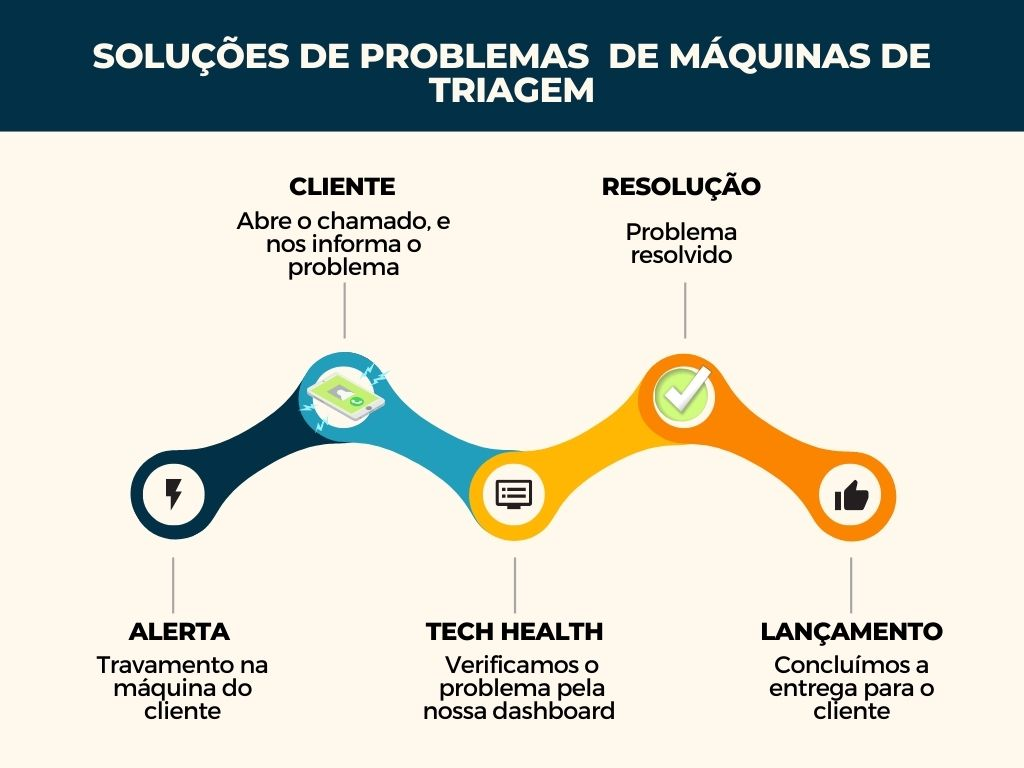 SOLUÇÕES DE PROBLEMAS  DE MÁQUINAS DE
TRIAGEM
CLIENTE
Abre o chamado, e
nos informa o
problema
RESOLUÇÃO
Problema
resolvido
ALERTA
Travamento na
máquina do
cliente
TECH HEALTH
Verificamos o
problema pela
nossa dashboard
LANÇAMENTO
Concluímos a
entrega para o
cliente